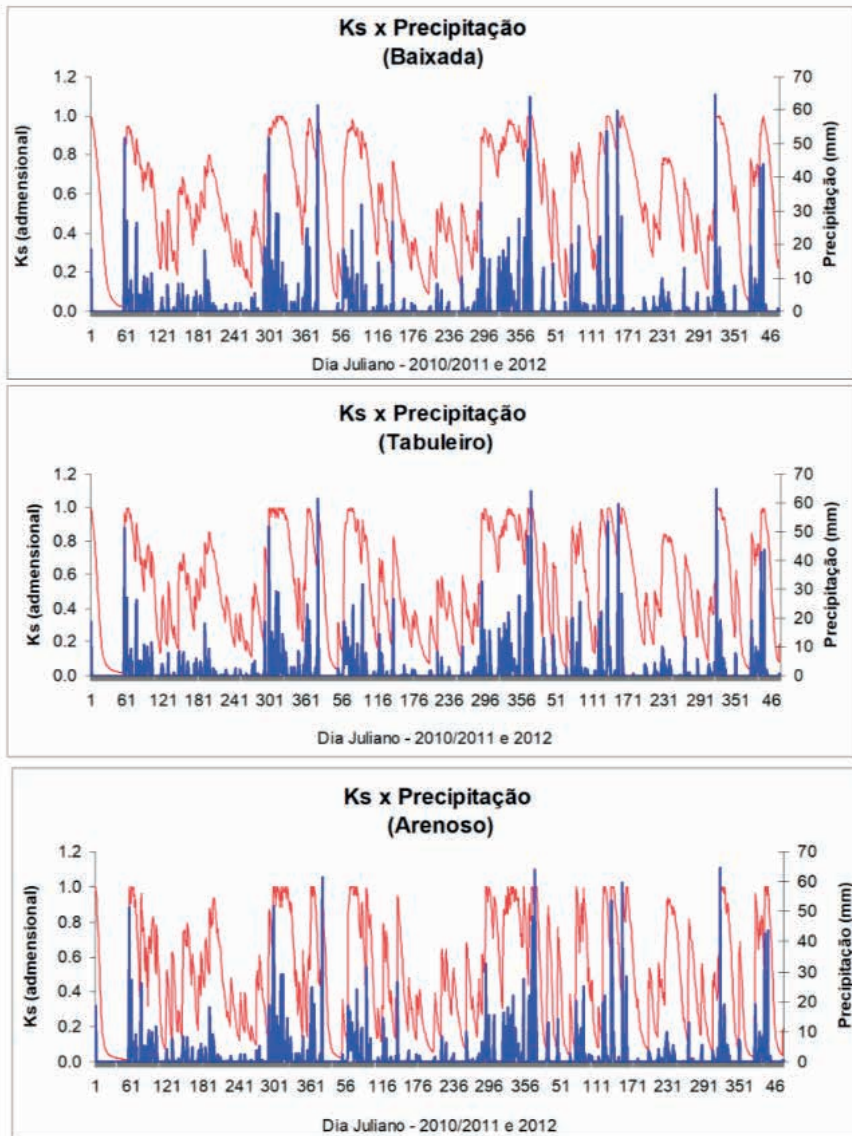 Ks x Precipitação
(Baixada)
1.2 70
1.0 60
0.8 50
0.6 40
0.4 30
0.2 20
0.0 10
0
Ks (admensional)
Precipitação (mm)
1 61 121 181 241 301 361 56 116 176 236 296 356 51 111 171 231 291 351 46
Dia Juliano - 2010/2011 e 2012
Ks x Precipitação
(Tabuleiro)
1.2 70
1.0 60
0.8 50
0.6 40
0.4 30
0.2 20
0.0 10
0
Ks (admensional)
Precipitação (mm)
1 61 121 181 241 301 361 56 116 176 236 296 356 51 111 171 231 291 351 46
Dia Juliano - 2010/2011 e 2012
Ks x Precipitação
(Arenoso)
1.2 70
1.0 60
0.8 50
0.6 40
0.4 30
0.2 20
0.0 10
0
Ks (admensional)
Precipitação (mm)
1 61 121 181 241 301 361 56 116 176 236 296 356 51 111 171 231 291 351 46
Dia Juliano - 2010/2011 e 2012